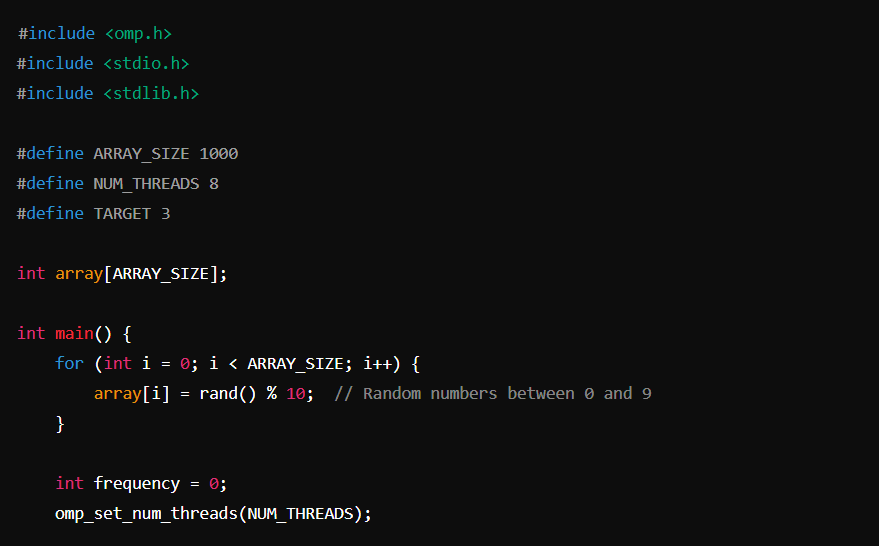 #include <omp.h>
#include <stdio.h>
#include <stdlib.h>
#define ARRAY_SIZE 1000
#define NUM_THREADS 8
#define TARGET 3
int array[ARRAY_SIZE];
int main() {
    for (int i = 0; i < ARRAY_SIZE; i++) {
        array[i] = rand() % 10;  // Random numbers between 0 and 9
    }
    int frequency = 0;
    omp_set_num_threads(NUM_THREADS);